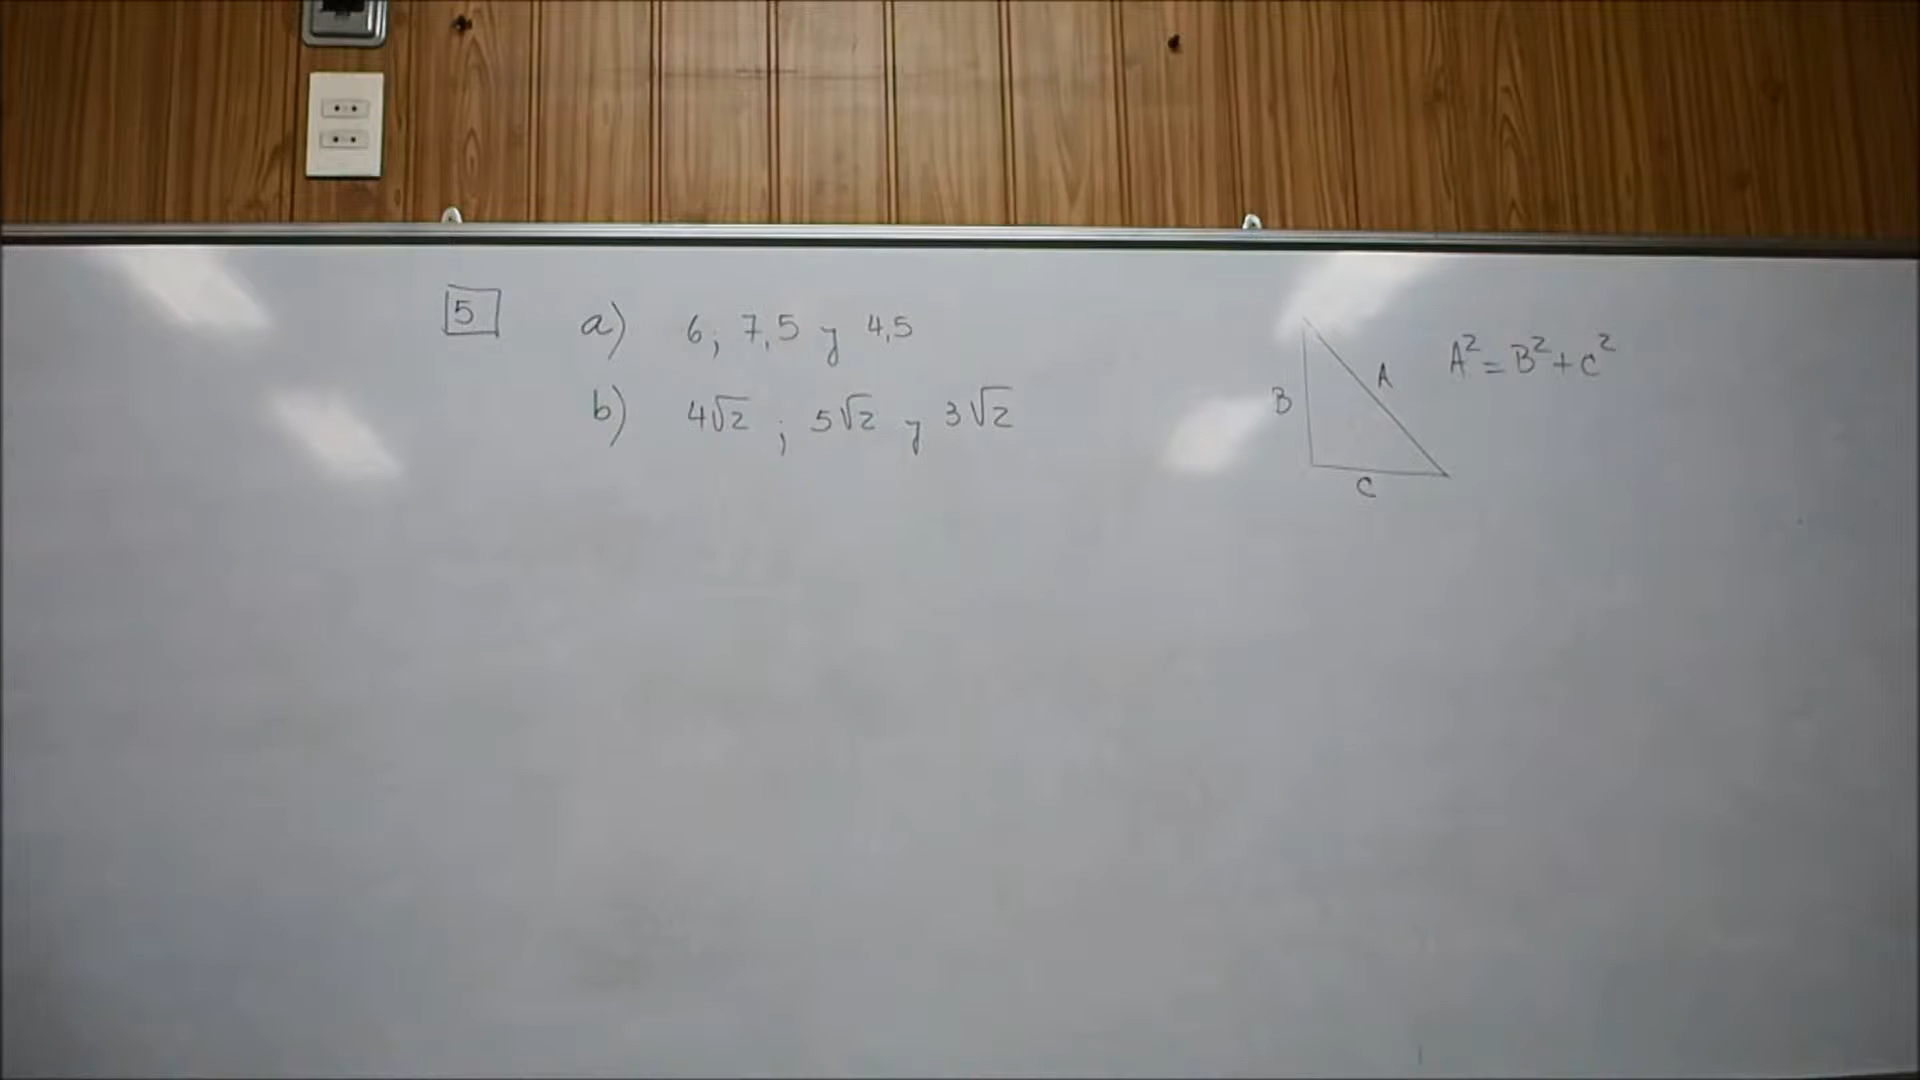 5 a) 6; 7,5 y 4,5
b) 4√2 ; 5√2 y 3√2
A² = B² + C²
B
A
C